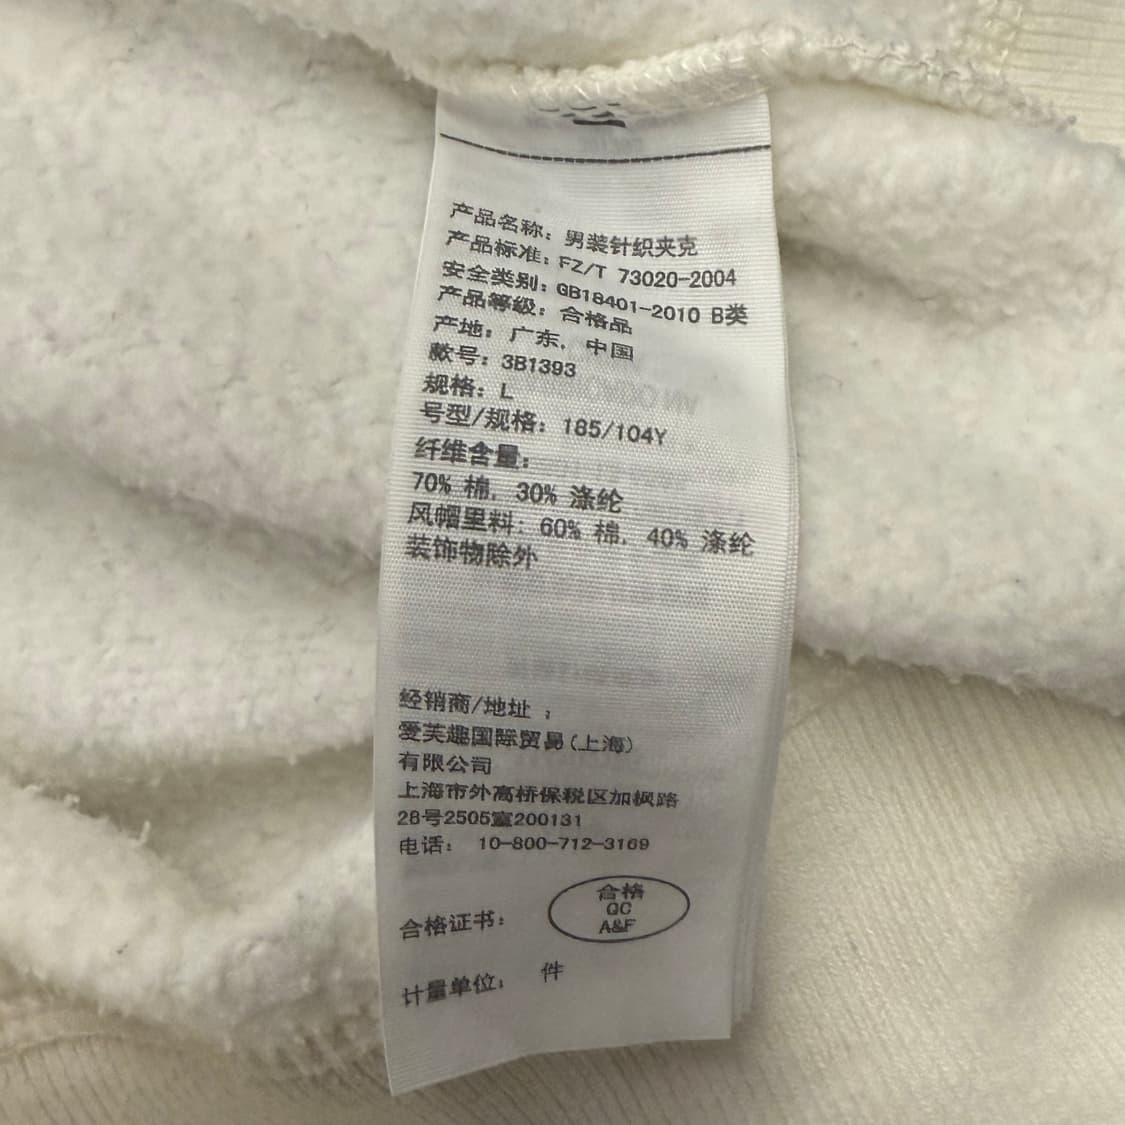 产品名称: 男装针织夹克
产品标准: FZ/T 73020-2004
安全类别: GB18401-2010 B类
产品等级: 合格品
产地: 广东, 中国
款号: 3B1393
规格: L
号型/规格: 185/104Y
纤维含量:
70% 棉, 30% 涤纶
风帽里料: 60% 棉, 40% 涤纶
装饰物除外
经销商/地址 :
爱芙趣国际贸易(上海)
有限公司
上海市外高桥保税区加枫路
28号2505室200131
电话: 10-800-712-3169
合格
QC
A&F
合格证书:
计量单位: 件